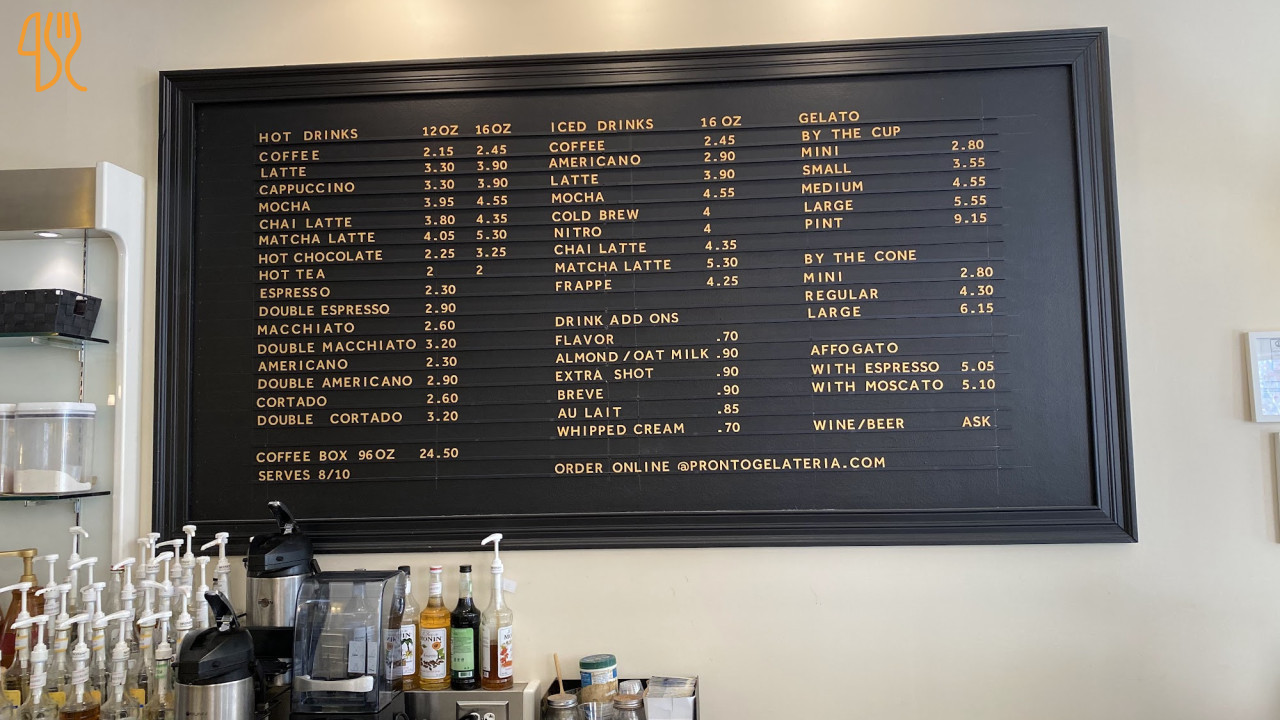 HOT DRINKS 12OZ 16OZ
COFFEE 2.15 2.45
LATTE 3.30 3.90
CAPPUCCINO 3.30 3.90
MOCHA 3.95 4.55
CHAI LATTE 3.80 4.35
MATCHA LATTE 4.05 5.30
HOT CHOCOLATE 2.25 3.25
HOT TEA 2 2
ESPRESSO 2.30
DOUBLE ESPRESSO 2.90
MACCHIATO 2.60
DOUBLE MACCHIATO 3.20
AMERICANO 2.30
DOUBLE AMERICANO 2.90
CORTADO 2.60
DOUBLE CORTADO 3.20
COFFEE BOX 96OZ 24.50
SERVES 8/10
ICED DRINKS 16 OZ
COFFEE 2.45
AMERICANO 2.90
LATTE 3.90
MOCHA 4.55
COLD BREW 4
NITRO 4
CHAI LATTE 4.35
MATCHA LATTE 5.30
FRAPPE 4.25
DRINK ADD ONS
FLAVOR .70
ALMOND/OAT MILK .90
EXTRA SHOT .90
BREVE .90
AU LAIT .85
WHIPPED CREAM .70
ORDER ONLINE @PRONTOGELATERIA.COM
GELATO
BY THE CUP
MINI 2.80
SMALL 3.55
MEDIUM 4.55
LARGE 5.55
PINT 9.15
BY THE CONE
MINI 2.80
REGULAR 4.30
LARGE 6.15
AFFOGATO
WITH ESPRESSO 5.05
WITH MOSCATO 5.10
WINE/BEER ASK
MONIN